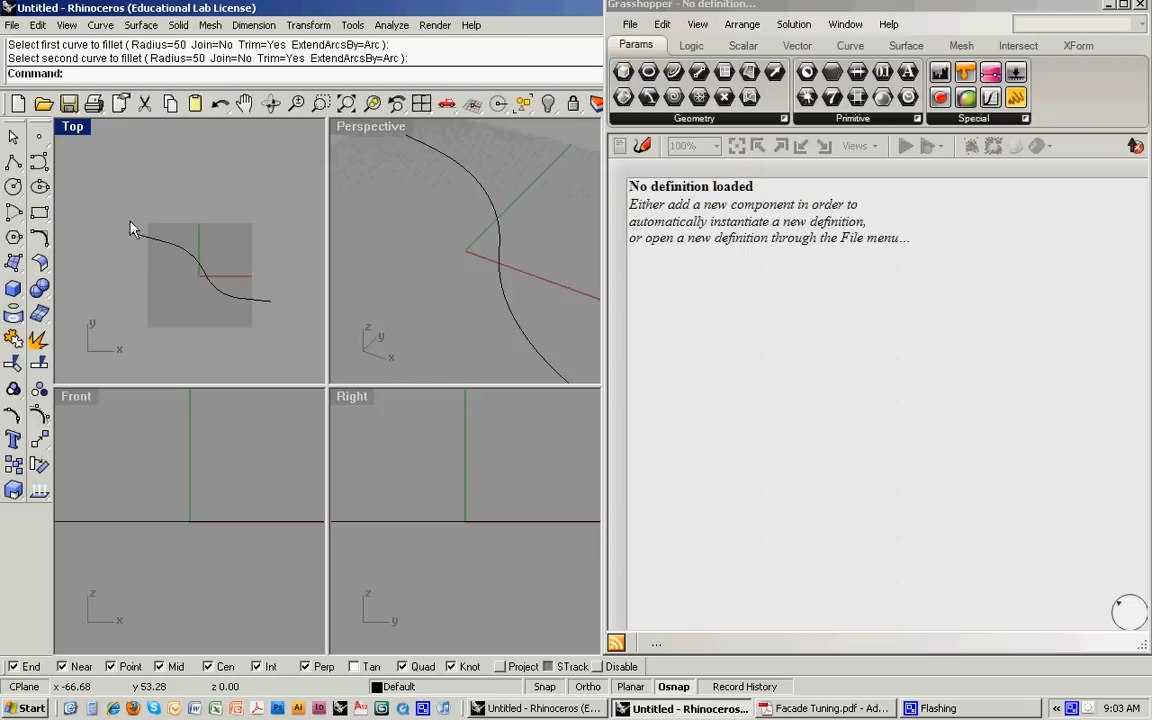 Untitled - Rhinoceros (Educational Lab License)
File Edit View Curve Surface Solid Mesh Dimension Transform Tools Analyze Render Help
Select first curve to fillet ( Radius=50 Join=No Trim=Yes ExtendArcsBy=Arc ):
Select second curve to fillet ( Radius=50 Join=No Trim=Yes ExtendArcsBy=Arc ):
Command:
Top
y
x
Perspective
z
y
x
Front
z
x
Right
z
y
End Near Point Mid Cen Int Perp Tan Quad Knot Project STrack Disable
CPlane x -66.68 y 53.28 z 0.00 Default Snap Ortho Planar Osnap Record History
Grasshopper - No definition...
File Edit View Arrange Solution Window Help
Params Logic Scalar Vector Curve Surface Mesh Intersect XForm
Geometry Primitive Special
100% Views
No definition loaded
Either add a new component in order to
automatically instantiate a new definition,
or open a new definition through the File menu...
...
Start Untitled - Rhinoceros (E... Untitled - Rhinoceros... Facade Tuning.pdf - Ad... Flashing 9:03 AM